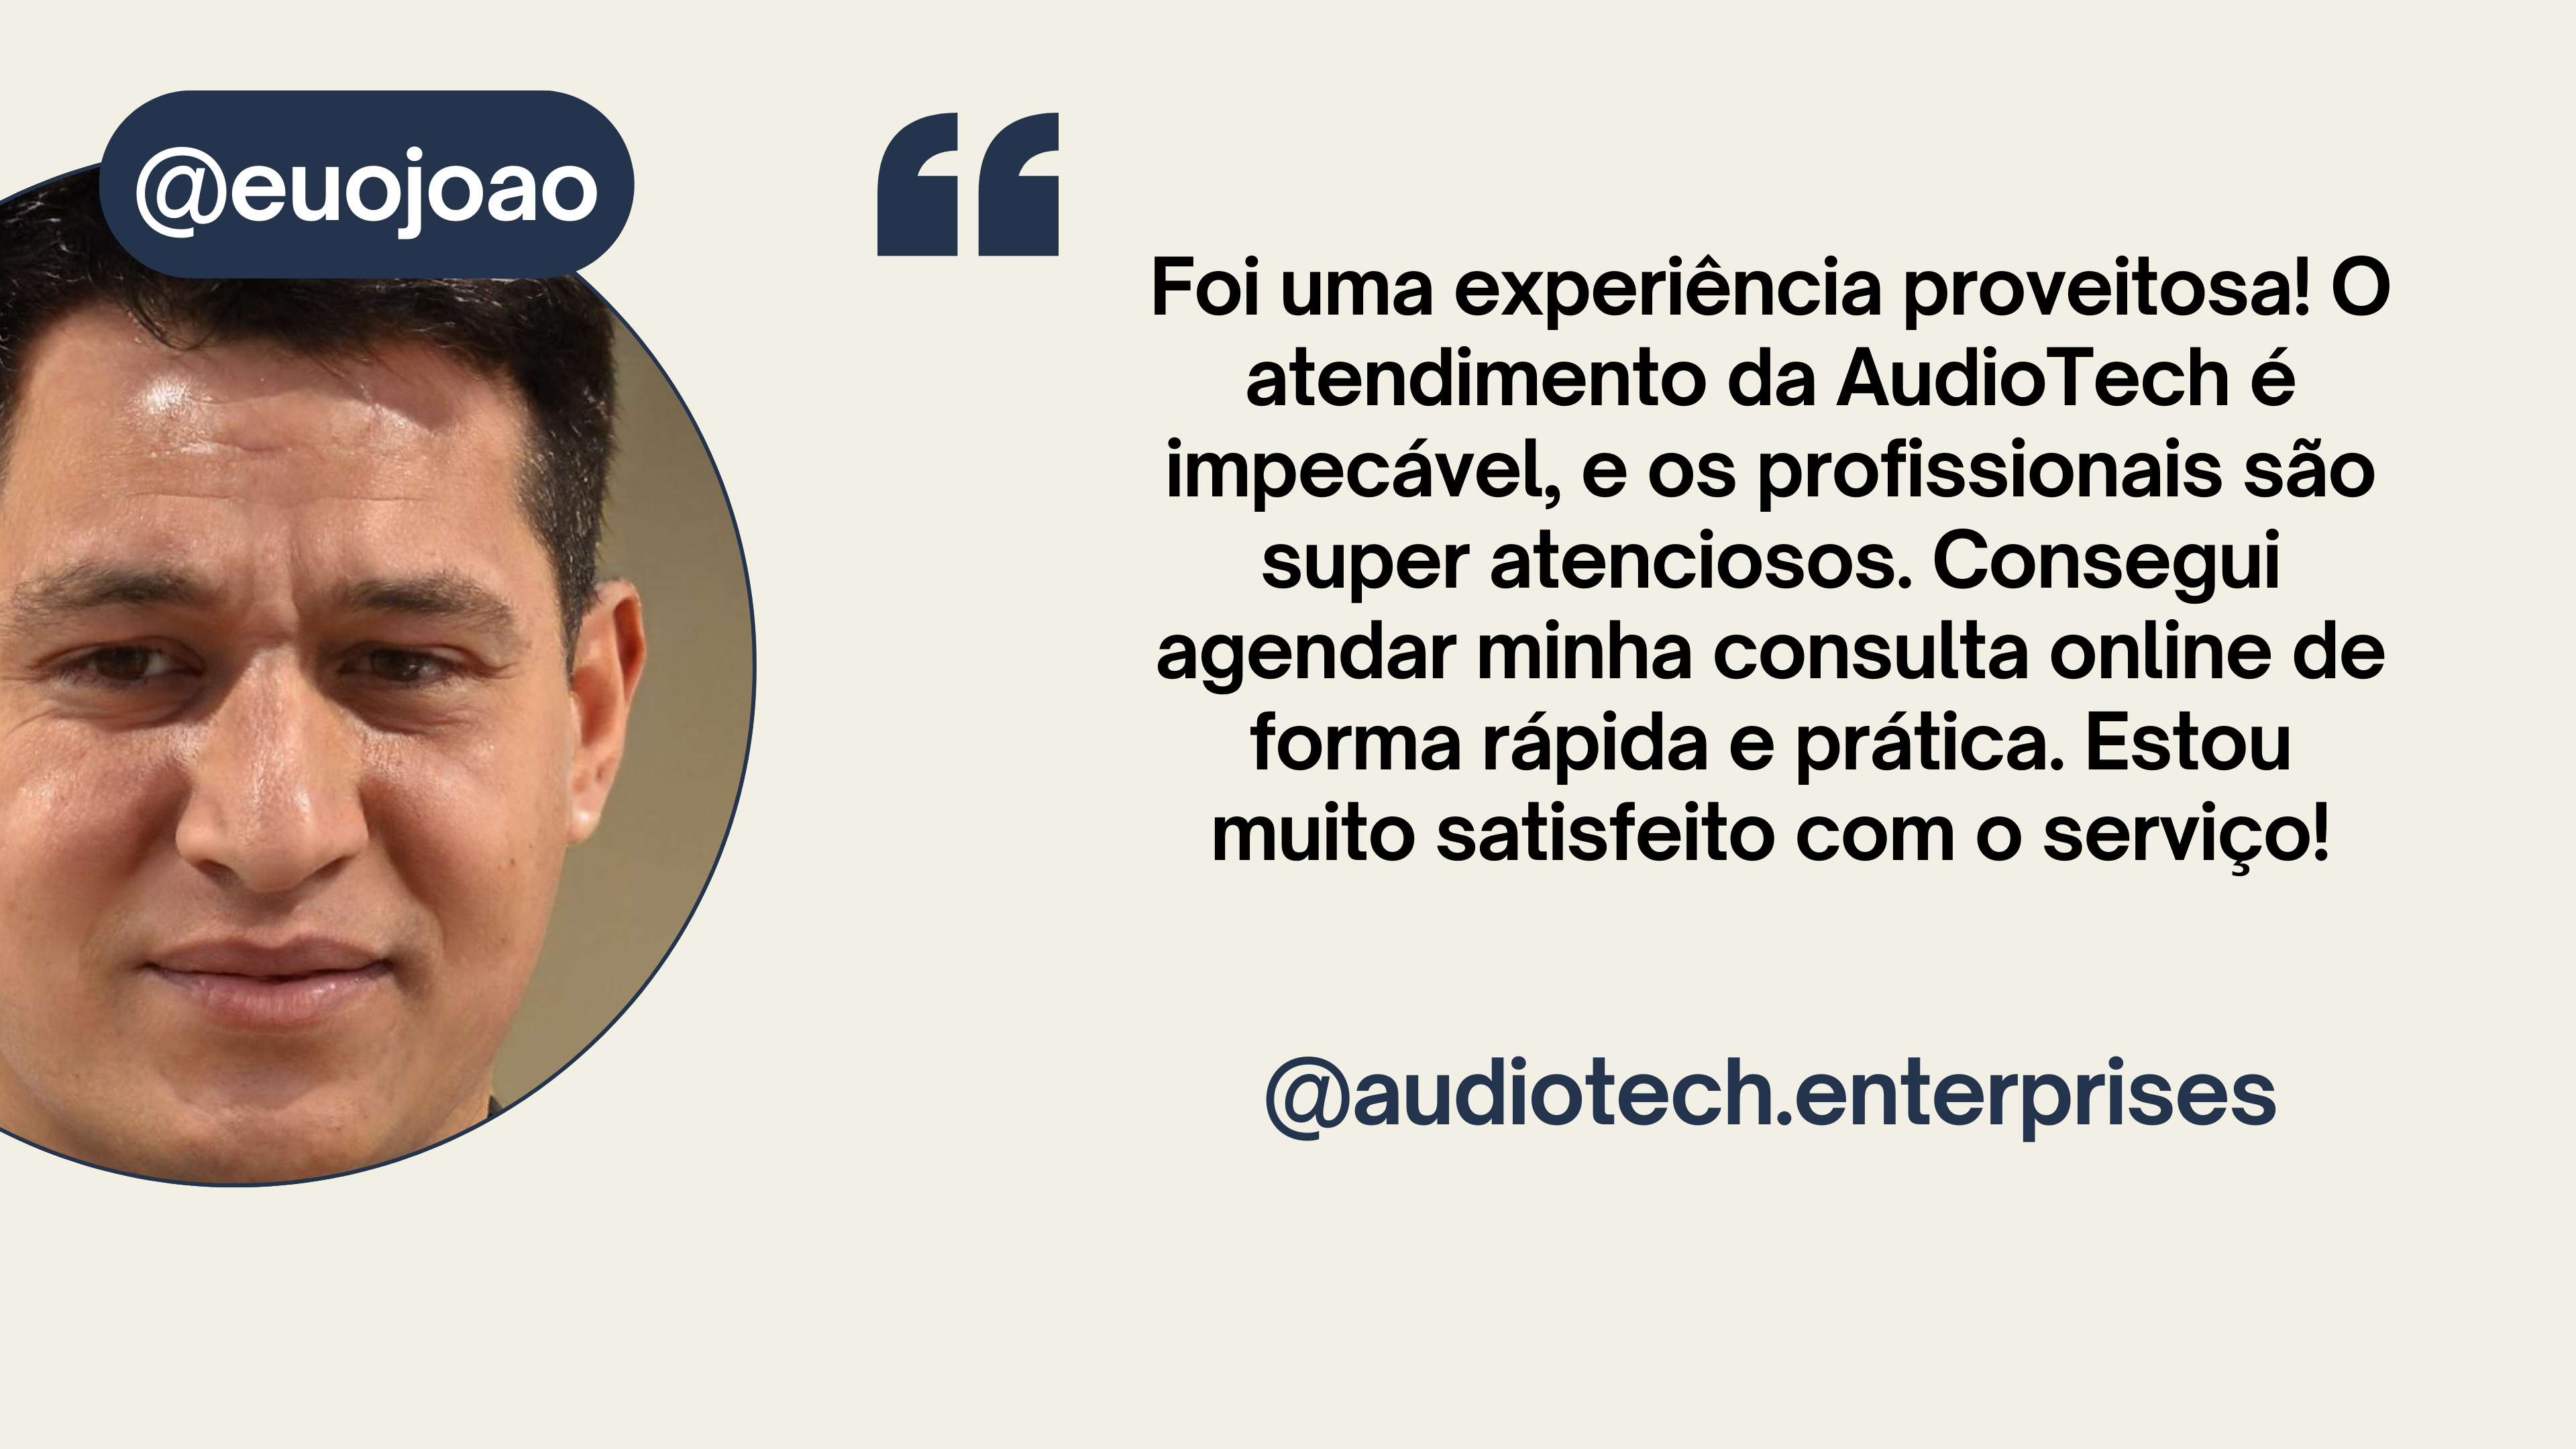 @euojoao
Foi uma experiência proveitosa! O
atendimento da AudioTech é
impecável, e os profissionais são
super atenciosos. Consegui
agendar minha consulta online de
forma rápida e prática. Estou
muito satisfeito com o serviço!
@audiotech.enterprises